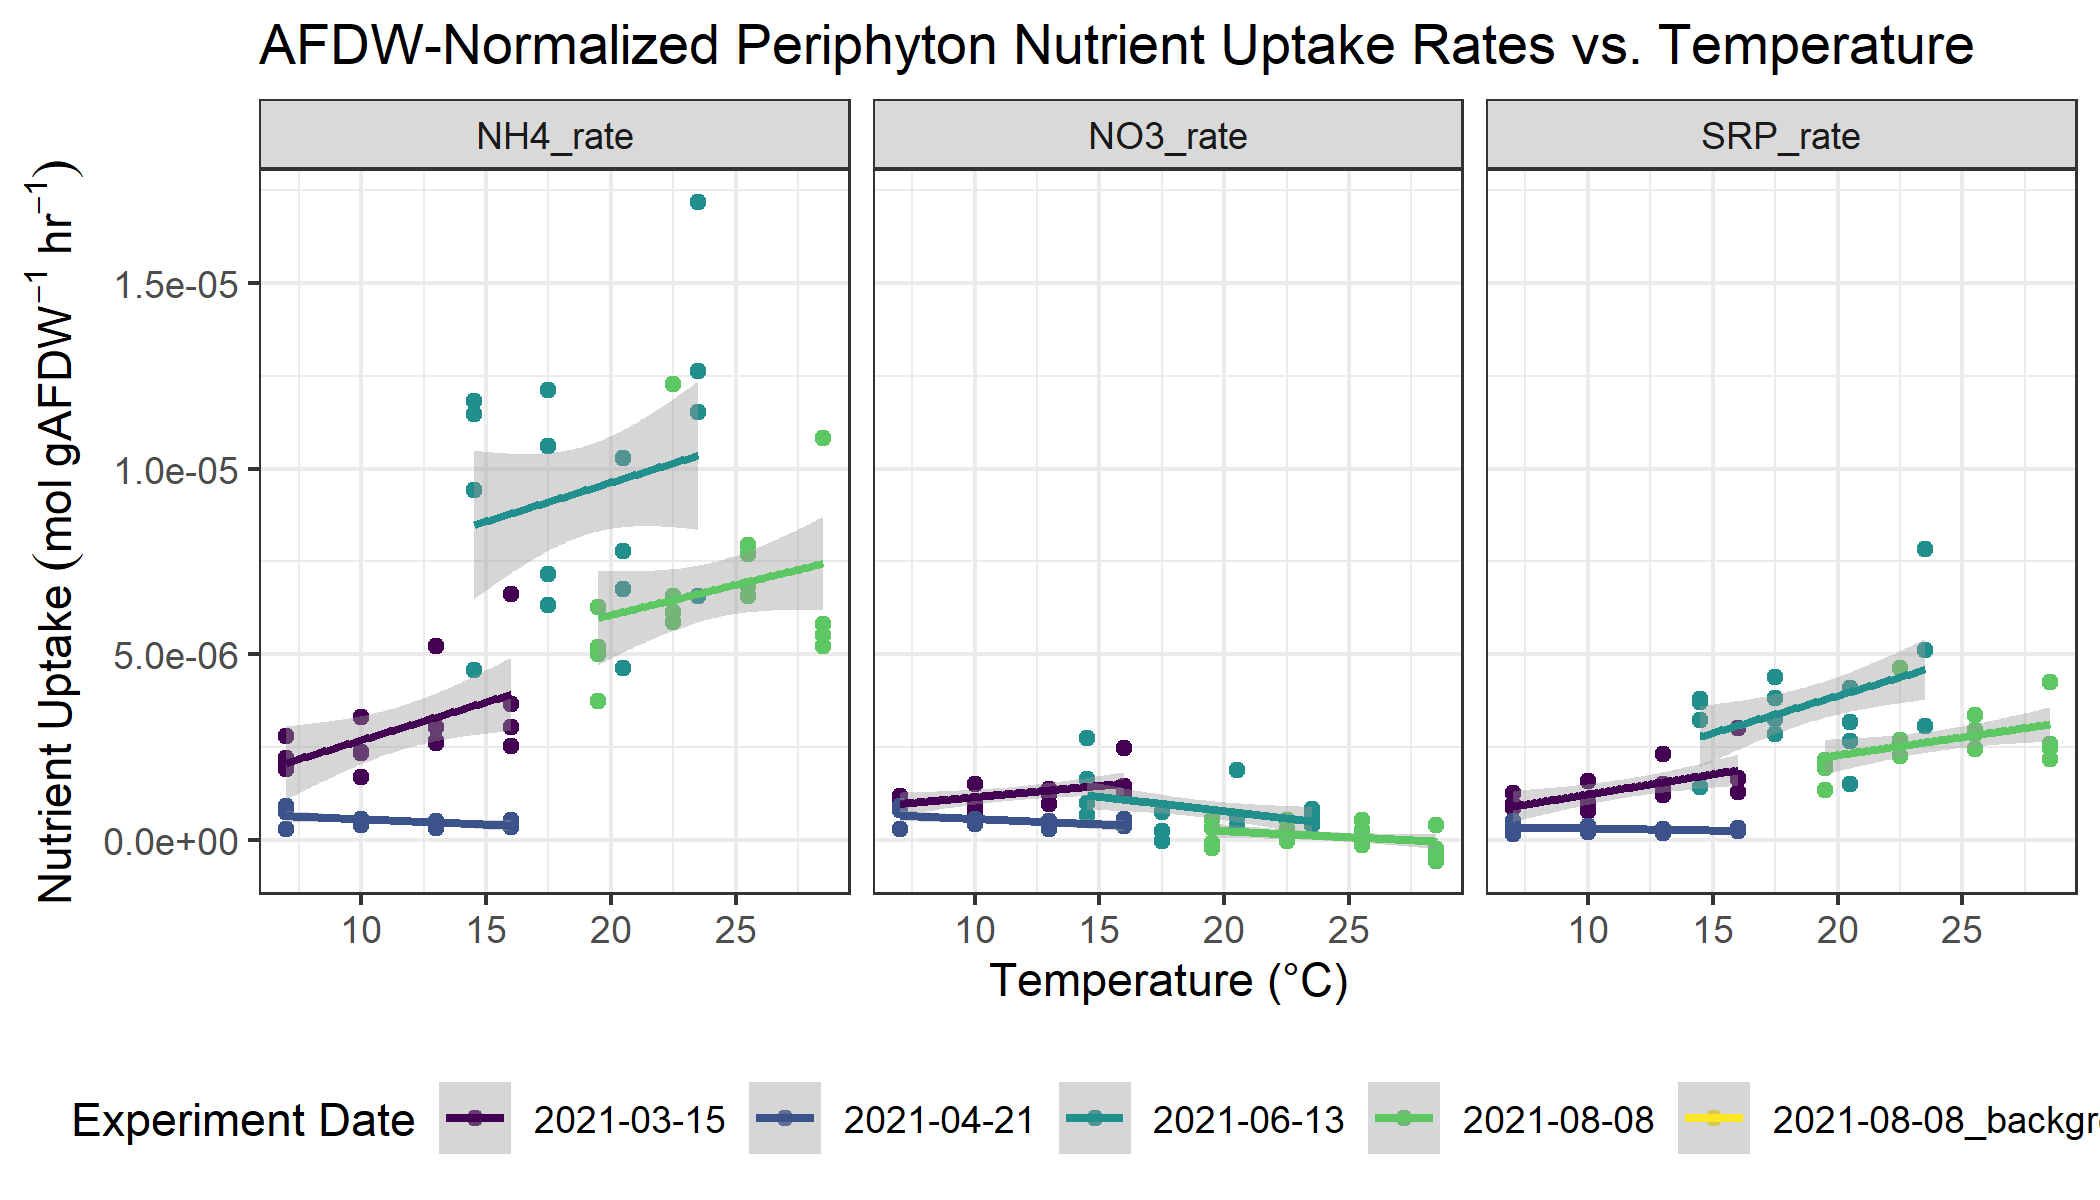 AFDW-Normalized Periphyton Nutrient Uptake Rates vs. Temperature
NH4_rate NO3_rate SRP_rate
Nutrient Uptake (mol gAFDW⁻¹ hr⁻¹)
1.5e-05
1.0e-05
5.0e-06
0.0e+00
10 15 20 25 10 15 20 25 10 15 20 25
Temperature (°C)
Experiment Date 2021-03-15 2021-04-21 2021-06-13 2021-08-08 2021-08-08_backgr